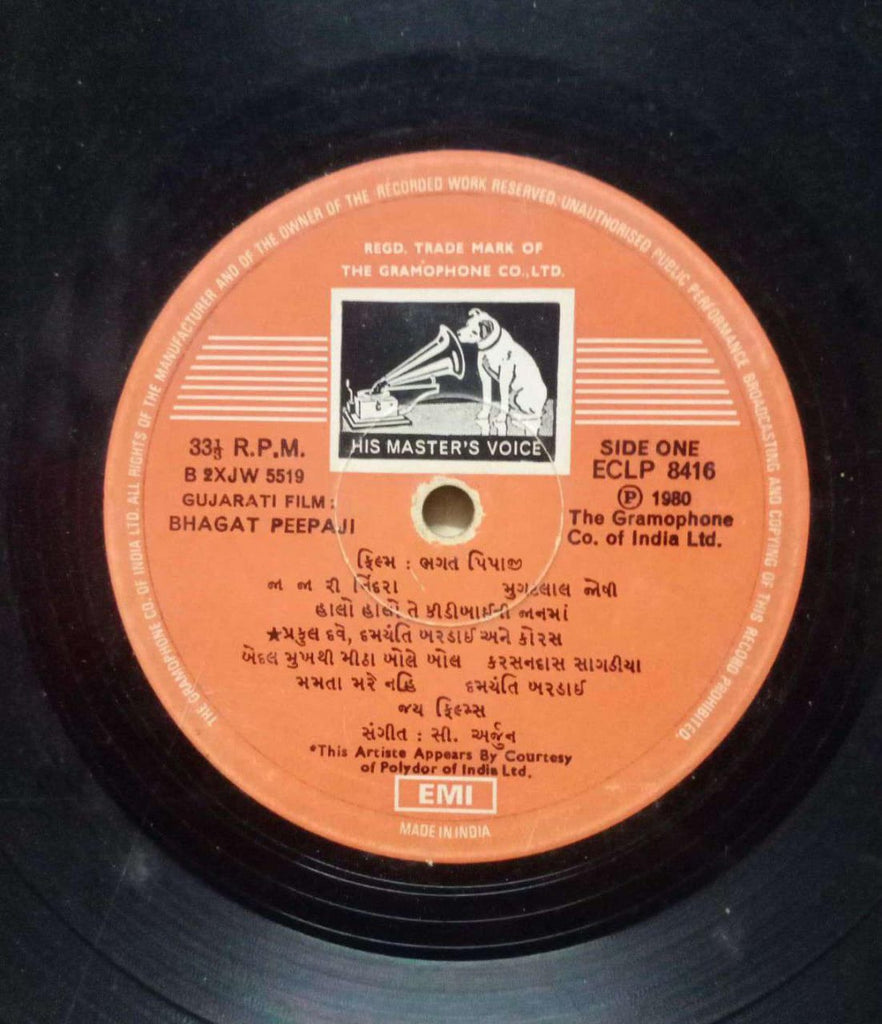 THE GRAMOPHONE CO. OF INDIA LTD. ALL RIGHTS OF THE MANUFACTURER AND OF THE OWNER OF THE RECORDED WORK RESERVED. UNAUTHORISED PUBLIC PERFORMANCE BROADCASTING AND COPYING OF THIS RECORD PROHIBITED.
REGD. TRADE MARK OF
THE GRAMOPHONE CO.,LTD.
HIS MASTER'S VOICE
33⅓ R.P.M.
B 2XJW 5519
GUJARATI FILM :
BHAGAT PEEPAJI
SIDE ONE
ECLP 8416
Ⓟ 1980
The Gramophone
Co. of India Ltd.
ફિલ્મ : ભગત પિપાજી
જા જા રી નિંદરા મુગટલાલ જોષી
હાલો હાલો તે કીડીબાઈની જાનમાં
★પ્રફુલ દવે, દમયંતિ બરડાઈ અને કોરસ
બેદલ મુખથી મીઠા બોલે બોલ કરસનદાસ સાગઠીયા
મમતા મરે નહિ દમયંતિ બરડાઈ
જય ફિલ્મ્સ
સંગીત : સી. અર્જુન
*This Artiste Appears By Courtesy
of Polydor of India Ltd.
EMI
MADE IN INDIA